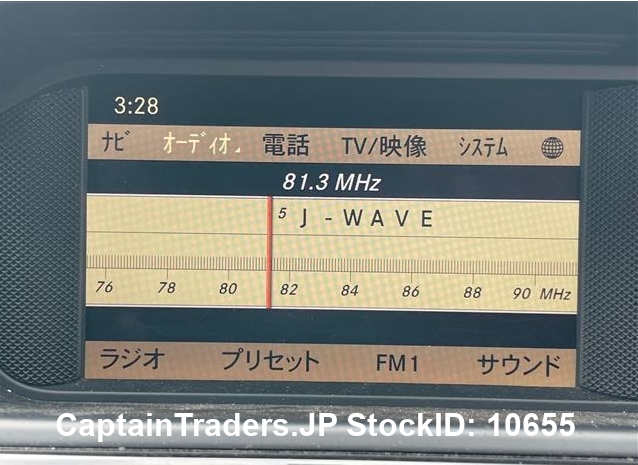 3:28
ナビ オーディオ 電話 TV/映像 システム
81.3 MHz
5 J-WAVE
76 78 80 82 84 86 88 90 MHz
ラジオ プリセット FM1 サウンド
CaptainTraders.JP StockID: 10655